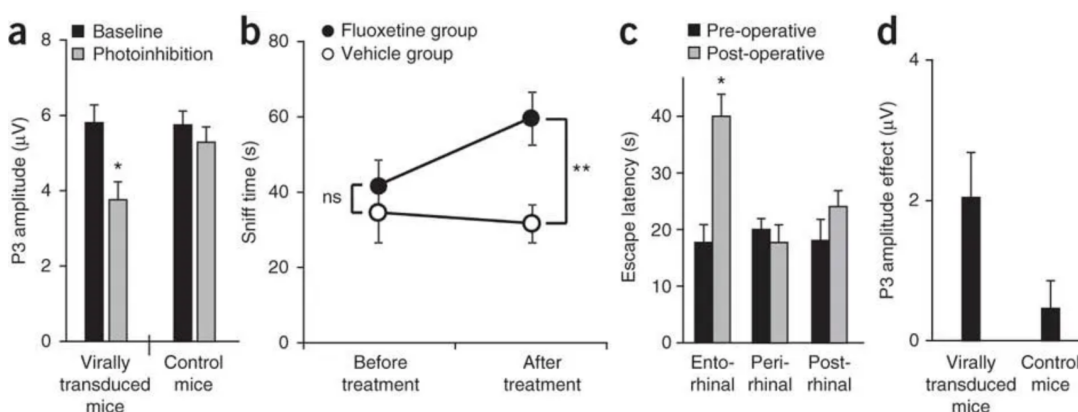 a
Baseline
Photoinhibition
P3 amplitude (μV)
8
6
4
2
0
*
Virally
transduced
mice
Control
mice
b
Fluoxetine group
Vehicle group
Sniff time (s)
80
60
40
20
0
ns
**
Before
treatment
After
treatment
c
Pre-operative
Post-operative
Escape latency (s)
40
30
20
10
0
*
Ento-
rhinal
Peri-
rhinal
Post-
rhinal
d
P3 amplitude effect (μV)
4
2
0
Virally
transduced
mice
Control
mice